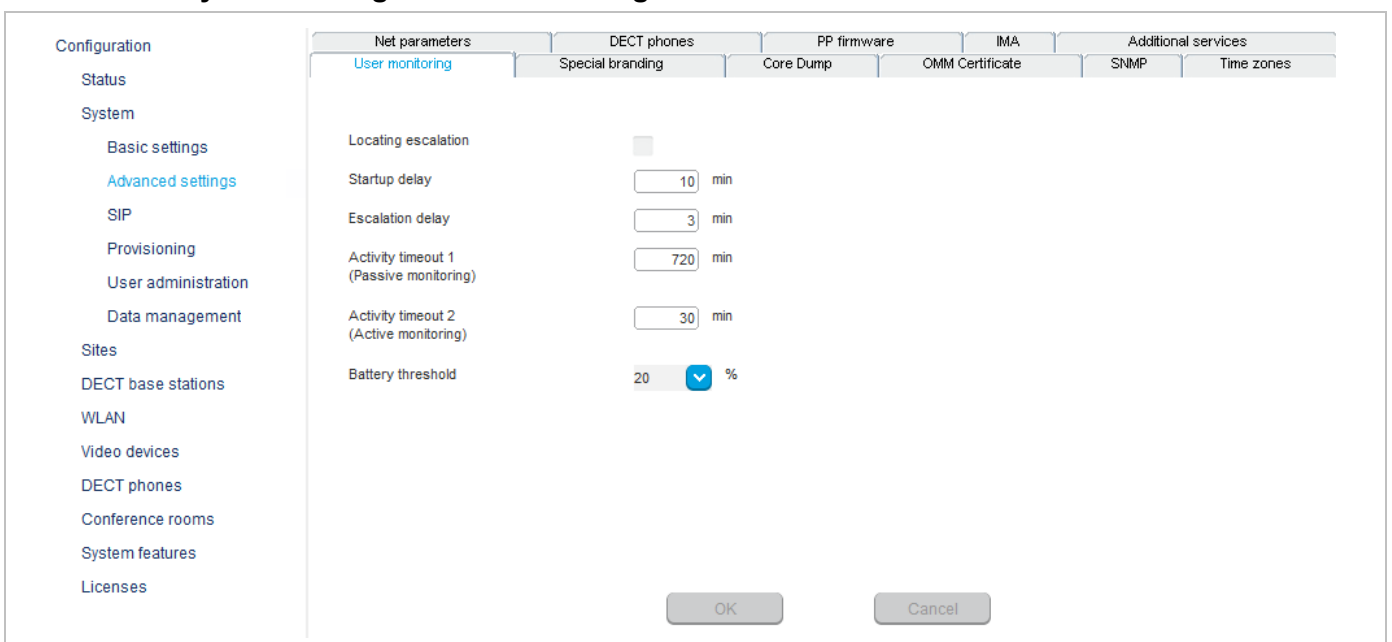 Configuration
Status
System
Basic settings
Advanced settings
SIP
Provisioning
User administration
Data management
Sites
DECT base stations
WLAN
Video devices
DECT phones
Conference rooms
System features
Licenses
Net parameters DECT phones PP firmware IMA Additional services
User monitoring Special branding Core Dump OMM Certificate SNMP Time zones
Locating escalation
Startup delay 10 min
Escalation delay 3 min
Activity timeout 1 720 min
(Passive monitoring)
Activity timeout 2 30 min
(Active monitoring)
Battery threshold 20 %
OK Cancel